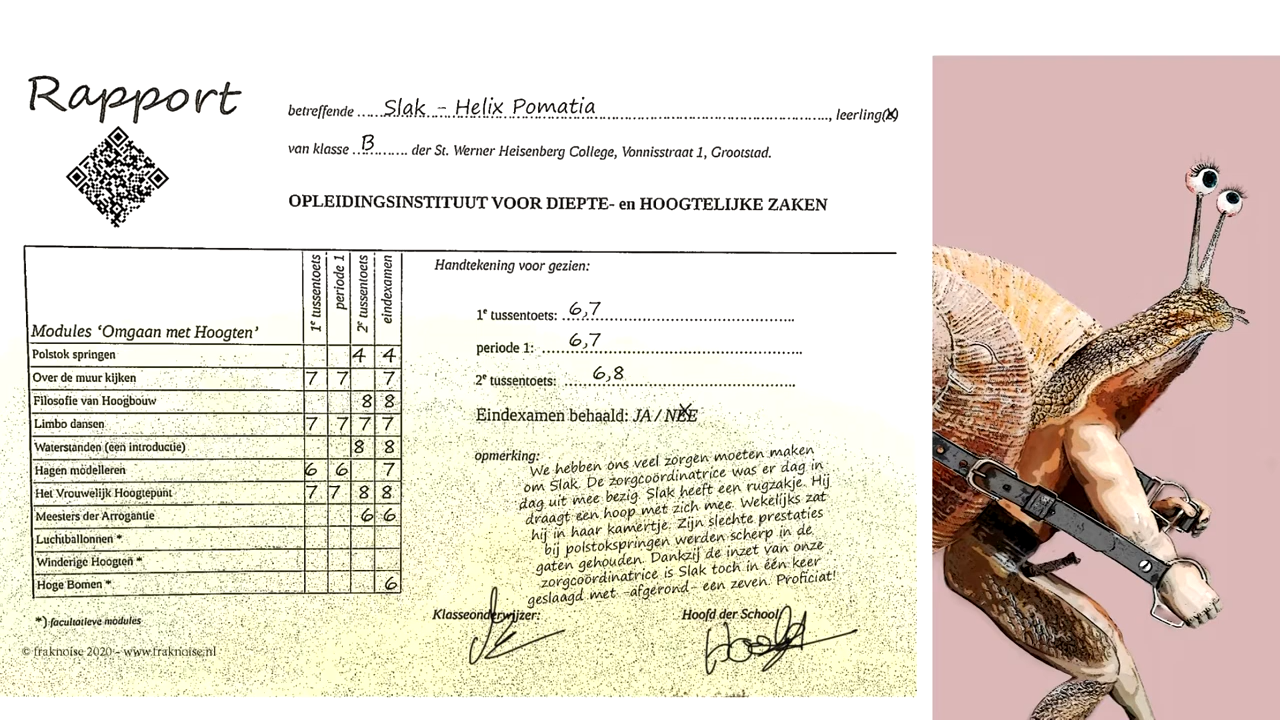 Rapport
betreffende ... Slak - Helix Pomatia ..., leerling(e)
van klasse ... B ... der St. Werner Heisenberg College, Vonnisstraat 1, Grootstad.
OPLEIDINGSINSTITUUT VOOR DIEPTE- en HOOGTELIJKE ZAKEN
Modules ‘Omgaan met Hoogten’ 1e tussentoets periode 1 2e tussentoets eindexamen
Polstok springen 4 4
Over de muur kijken 7 7 7
Filosofie van Hoogbouw 8 8
Limbo dansen 7 7 7 7
Waterstanden (een introductie) 8 8
Hagen modelleren 6 6 7
Het Vrouwelijk Hoogtepunt 7 7 8 8
Meesters der Arrogantie 6 6
Luchtballonnen *
Winderige Hoogten *
Hoge Bomen * 6
*) facultatieve modules
© fraknoise 2020 - www.fraknoise.nl
Handtekening voor gezien:
1e tussentoets: 6,7
periode 1: 6,7
2e tussentoets: 6,8
Eindexamen behaald: JA / NEE
opmerking:
We hebben ons veel zorgen moeten maken
om Slak. De zorgcoördinatrice was er dag in
dag uit mee bezig. Slak heeft een rugzakje. Hij
draagt een hoop met zich mee. Wekelijks zat
hij in haar kamertje. Zijn slechte prestaties
bij polstokspringen werden scherp in de
gaten gehouden. Dankzij de inzet van onze
zorgcoördinatrice is Slak toch in één keer
geslaagd met -afgerond- een zeven. Proficiat!
Klasseonderwijzer: Hoofd der School